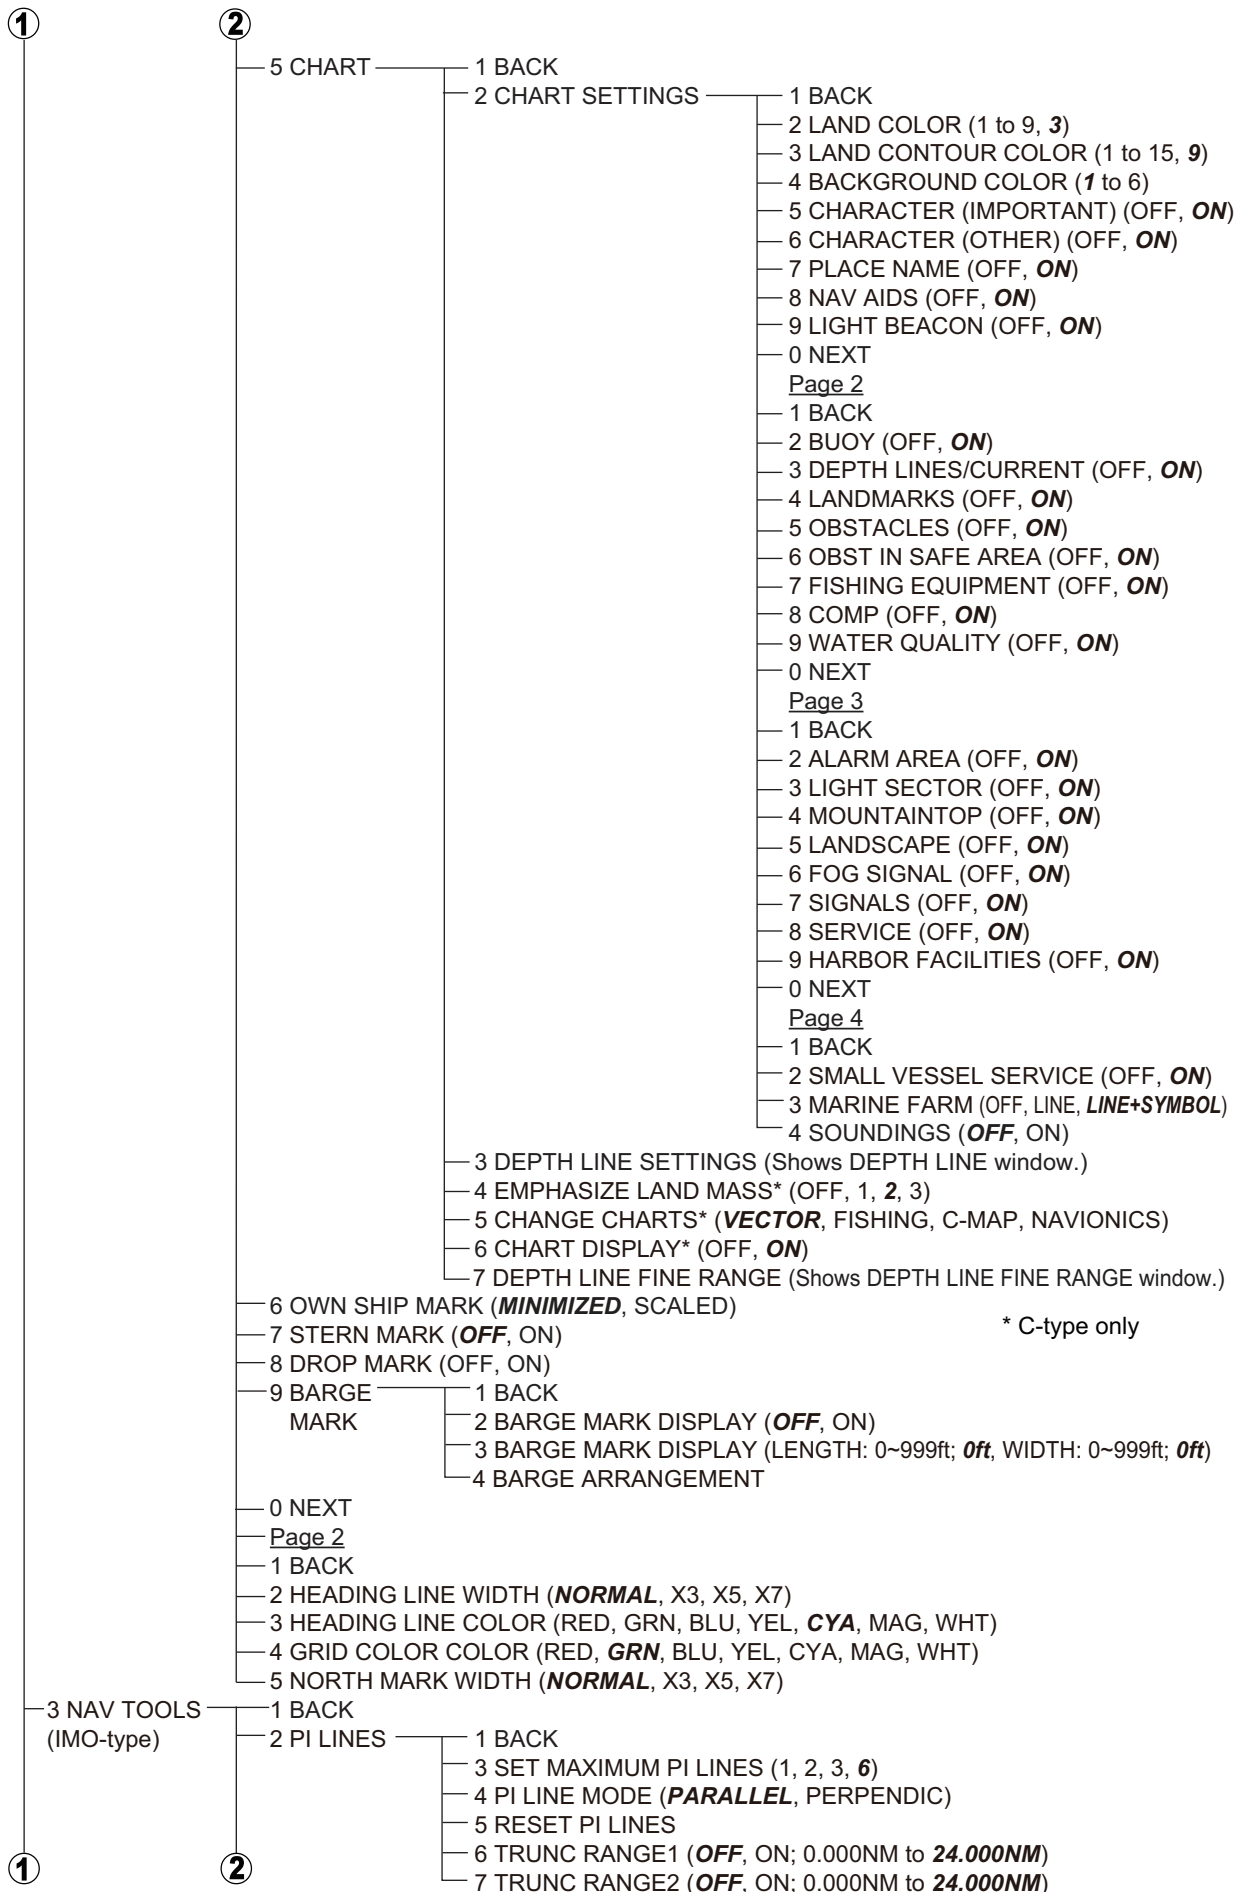 1 2
5 CHART 1 BACK
2 CHART SETTINGS 1 BACK
2 LAND COLOR (1 to 9, 3)
3 LAND CONTOUR COLOR (1 to 15, 9)
4 BACKGROUND COLOR (1 to 6)
5 CHARACTER (IMPORTANT) (OFF, ON)
6 CHARACTER (OTHER) (OFF, ON)
7 PLACE NAME (OFF, ON)
8 NAV AIDS (OFF, ON)
9 LIGHT BEACON (OFF, ON)
0 NEXT
Page 2
1 BACK
2 BUOY (OFF, ON)
3 DEPTH LINES/CURRENT (OFF, ON)
4 LANDMARKS (OFF, ON)
5 OBSTACLES (OFF, ON)
6 OBST IN SAFE AREA (OFF, ON)
7 FISHING EQUIPMENT (OFF, ON)
8 COMP (OFF, ON)
9 WATER QUALITY (OFF, ON)
0 NEXT
Page 3
1 BACK
2 ALARM AREA (OFF, ON)
3 LIGHT SECTOR (OFF, ON)
4 MOUNTAINTOP (OFF, ON)
5 LANDSCAPE (OFF, ON)
6 FOG SIGNAL (OFF, ON)
7 SIGNALS (OFF, ON)
8 SERVICE (OFF, ON)
9 HARBOR FACILITIES (OFF, ON)
0 NEXT
Page 4
1 BACK
2 SMALL VESSEL SERVICE (OFF, ON)
3 MARINE FARM (OFF, LINE, LINE+SYMBOL)
4 SOUNDINGS (OFF, ON)
3 DEPTH LINE SETTINGS (Shows DEPTH LINE window.)
4 EMPHASIZE LAND MASS* (OFF, 1, 2, 3)
5 CHANGE CHARTS* (VECTOR, FISHING, C-MAP, NAVIONICS)
6 CHART DISPLAY* (OFF, ON)
7 DEPTH LINE FINE RANGE (Shows DEPTH LINE FINE RANGE window.)
6 OWN SHIP MARK (MINIMIZED, SCALED)
* C-type only
7 STERN MARK (OFF, ON)
8 DROP MARK (OFF, ON)
9 BARGE 1 BACK
MARK 2 BARGE MARK DISPLAY (OFF, ON)
3 BARGE MARK DISPLAY (LENGTH: 0~999ft; 0ft, WIDTH: 0~999ft; 0ft)
4 BARGE ARRANGEMENT
0 NEXT
Page 2
1 BACK
2 HEADING LINE WIDTH (NORMAL, X3, X5, X7)
3 HEADING LINE COLOR (RED, GRN, BLU, YEL, CYA, MAG, WHT)
4 GRID COLOR COLOR (RED, GRN, BLU, YEL, CYA, MAG, WHT)
5 NORTH MARK WIDTH (NORMAL, X3, X5, X7)
3 NAV TOOLS 1 BACK
(IMO-type) 2 PI LINES 1 BACK
3 SET MAXIMUM PI LINES (1, 2, 3, 6)
4 PI LINE MODE (PARALLEL, PERPENDIC)
5 RESET PI LINES
6 TRUNC RANGE1 (OFF, ON; 0.000NM to 24.000NM)
7 TRUNC RANGE2 (OFF, ON; 0.000NM to 24.000NM)
1 2